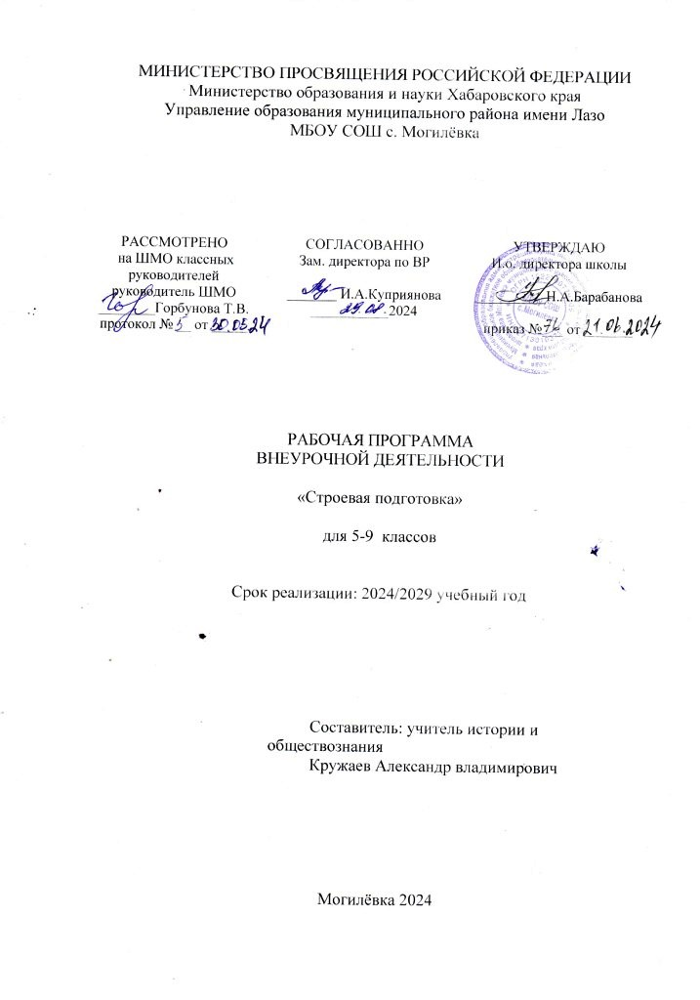 МИНИСТЕРСТВО ПРОСВЯЩЕНИЯ РОССИЙСКОЙ ФЕДЕРАЦИИ
Министерство образования и науки Хабаровского края
Управление образования муниципального района имени Лазо
МБОУ СОШ с. Могилёвка
РАССМОТРЕНО
на ШМО классных
руководителей
руководитель ШМО
Горбунова Т.В.
протокол № 5 от 30.05.24
СОГЛАСОВАННО
Зам. директора по ВР
И.А.Куприянова
2024
УТВЕРЖДАЮ
И.о. директора школы
Н.А.Барабанова
приказ № 76 от 21.06.2024
РАБОЧАЯ ПРОГРАММА
ВНЕУРОЧНОЙ ДЕЯТЕЛЬНОСТИ
«Строевая подготовка»
для 5-9 классов
Срок реализации: 2024/2029 учебный год
Составитель: учитель истории и
обществознания
Кружаев Александр владимирович
Могилёвка 2024